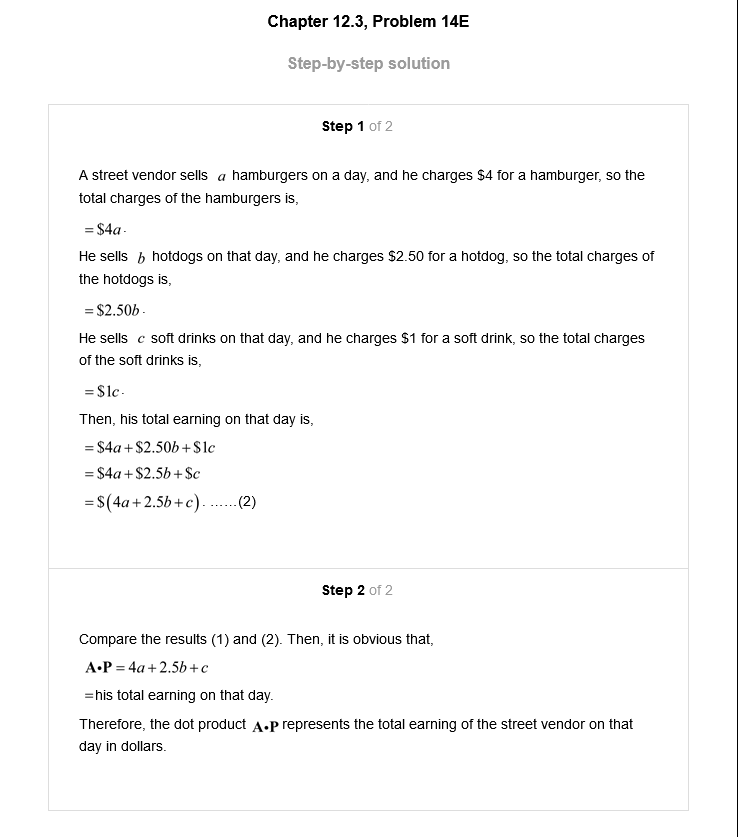 Chapter 12.3, Problem 14E
Step-by-step solution
Step 1 of 2
A street vendor sells a hamburgers on a day, and he charges $4 for a hamburger, so the
total charges of the hamburgers is,
= $4a.
He sells b hotdogs on that day, and he charges $2.50 for a hotdog, so the total charges of
the hotdogs is,
= $2.50b.
He sells c soft drinks on that day, and he charges $1 for a soft drink, so the total charges
of the soft drinks is,
= $1c.
Then, his total earning on that day is,
= $4a + $2.50b + $1c
= $4a + $2.5b + $c
= $(4a + 2.5b + c). ......(2)
Step 2 of 2
Compare the results (1) and (2). Then, it is obvious that,
A•P = 4a + 2.5b + c
=his total earning on that day.
Therefore, the dot product A•P represents the total earning of the street vendor on that
day in dollars.